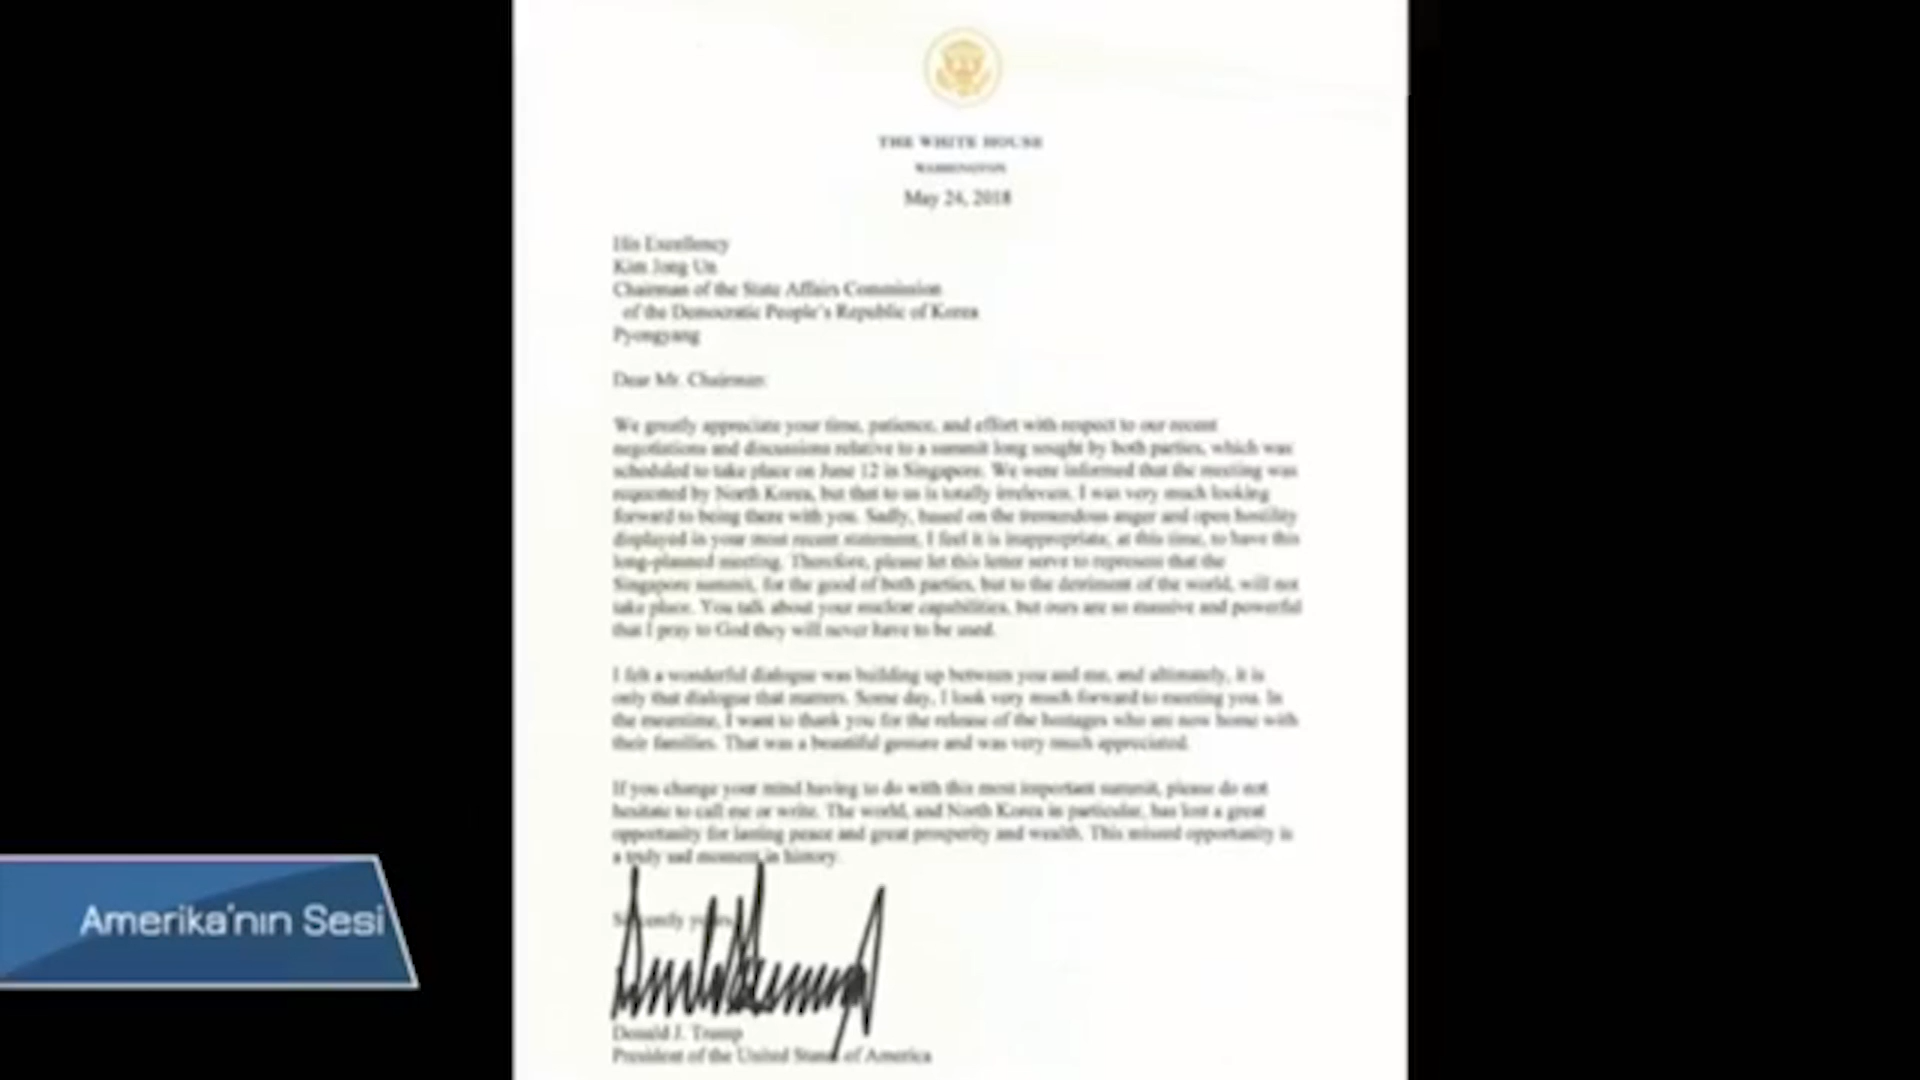 THE WHITE HOUSE
WASHINGTON
May 24, 2018
His Excellency
Kim Jong Un
Chairman of the State Affairs Commission
of the Democratic People's Republic of Korea
Pyongyang
Dear Mr. Chairman:
We greatly appreciate your time, patience, and effort with respect to our recent
negotiations and discussions relative to a summit long sought by both parties, which was
scheduled to take place on June 12 in Singapore. We were informed that the meeting was
requested by North Korea, but that to us is totally irrelevant. I was very much looking
forward to being there with you. Sadly, based on the tremendous anger and open hostility
displayed in your most recent statement, I feel it is inappropriate, at this time, to have this
long-planned meeting. Therefore, please let this letter serve to represent that the
Singapore summit, for the good of both parties, but to the detriment of the world, will not
take place. You talk about your nuclear capabilities, but ours are so massive and powerful
that I pray to God they will never have to be used.
I felt a wonderful dialogue was building up between you and me, and ultimately, it is
only that dialogue that matters. Some day, I look very much forward to meeting you. In
the meantime, I want to thank you for the release of the hostages who are now home with
their families. That was a beautiful gesture and was very much appreciated.
If you change your mind having to do with this most important summit, please do not
hesitate to call me or write. The world, and North Korea in particular, has lost a great
opportunity for lasting peace and great prosperity and wealth. This missed opportunity is
a truly sad moment in history.
Sincerely yours,
Donald J. Trump
President of the United States of America
Amerika'nın Sesi